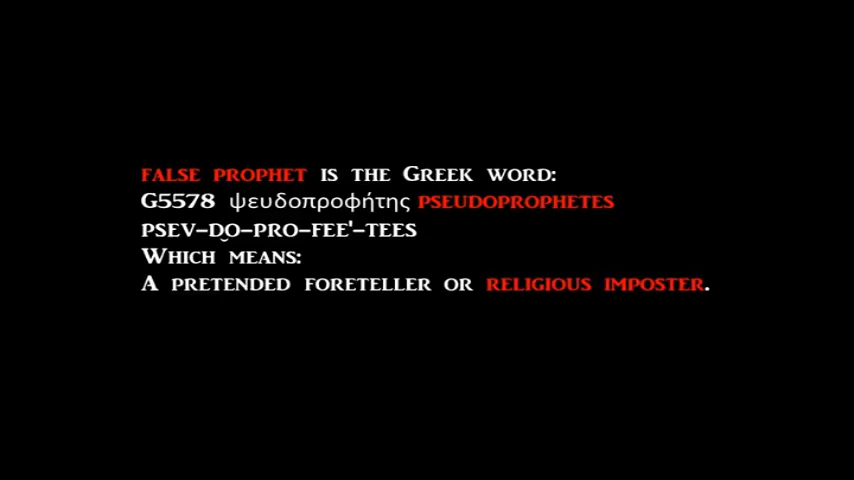 FALSE PROPHET IS THE GREEK WORD:
G5578 ψευδοπροφήτης PSEUDOPROPHETES
PSEV-DŎ-PRO-FEE'-TEES
WHICH MEANS:
A PRETENDED FORETELLER OR RELIGIOUS IMPOSTER.